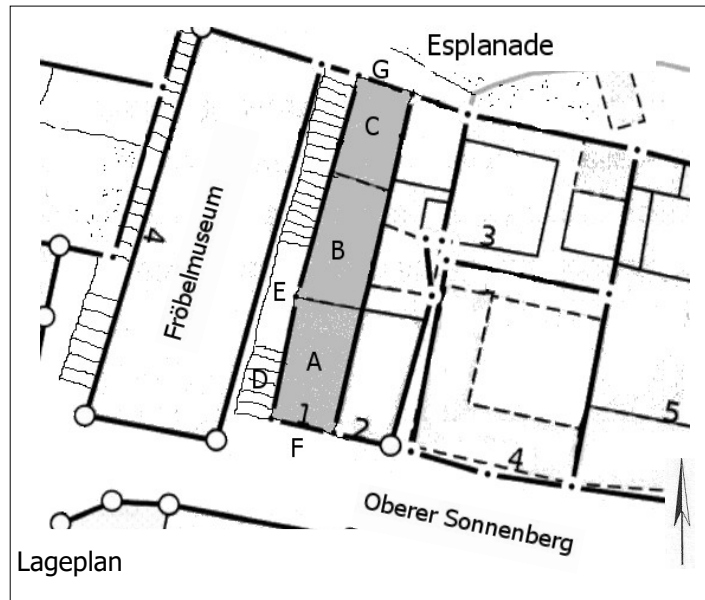 Esplanade
G
C
3
4
Fröbelmuseum
B
E
A
D
1
2
5
F
4
Oberer Sonnenberg
Lageplan